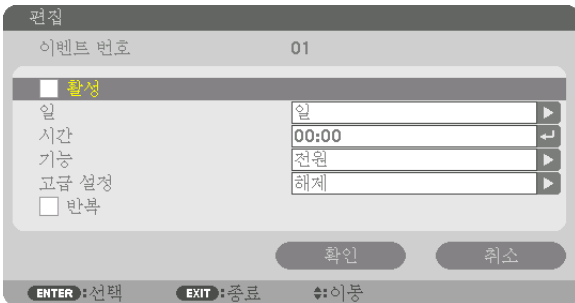 편집
이벤트 번호 01
활성
일 일
시간 00:00
기능 전원
고급 설정 해제
반복
확인 취소
ENTER:선택 EXIT:종료 :이동